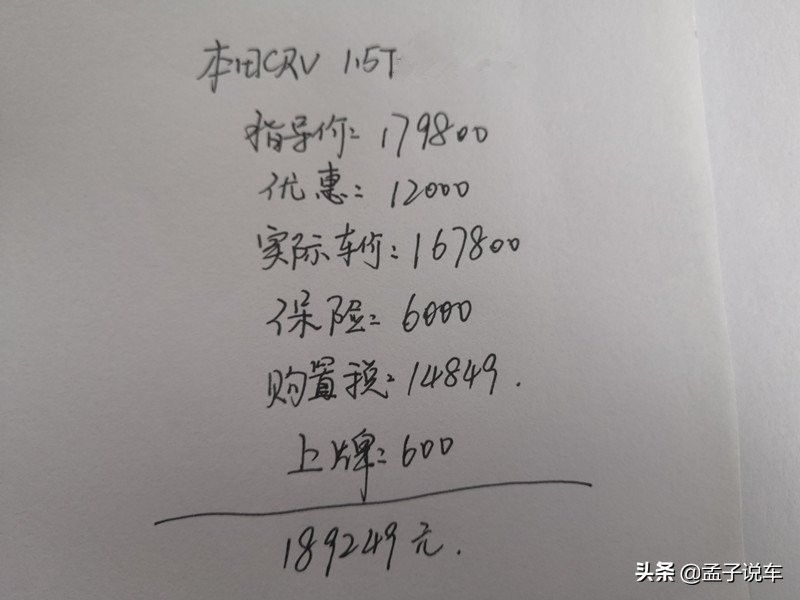 本田CRV 1.5T
指导价: 179800
优惠: 12000
实际车价: 167800
保险: 6000
购置税: 14849.
上牌: 600
189249元.
头条 @孟子说车